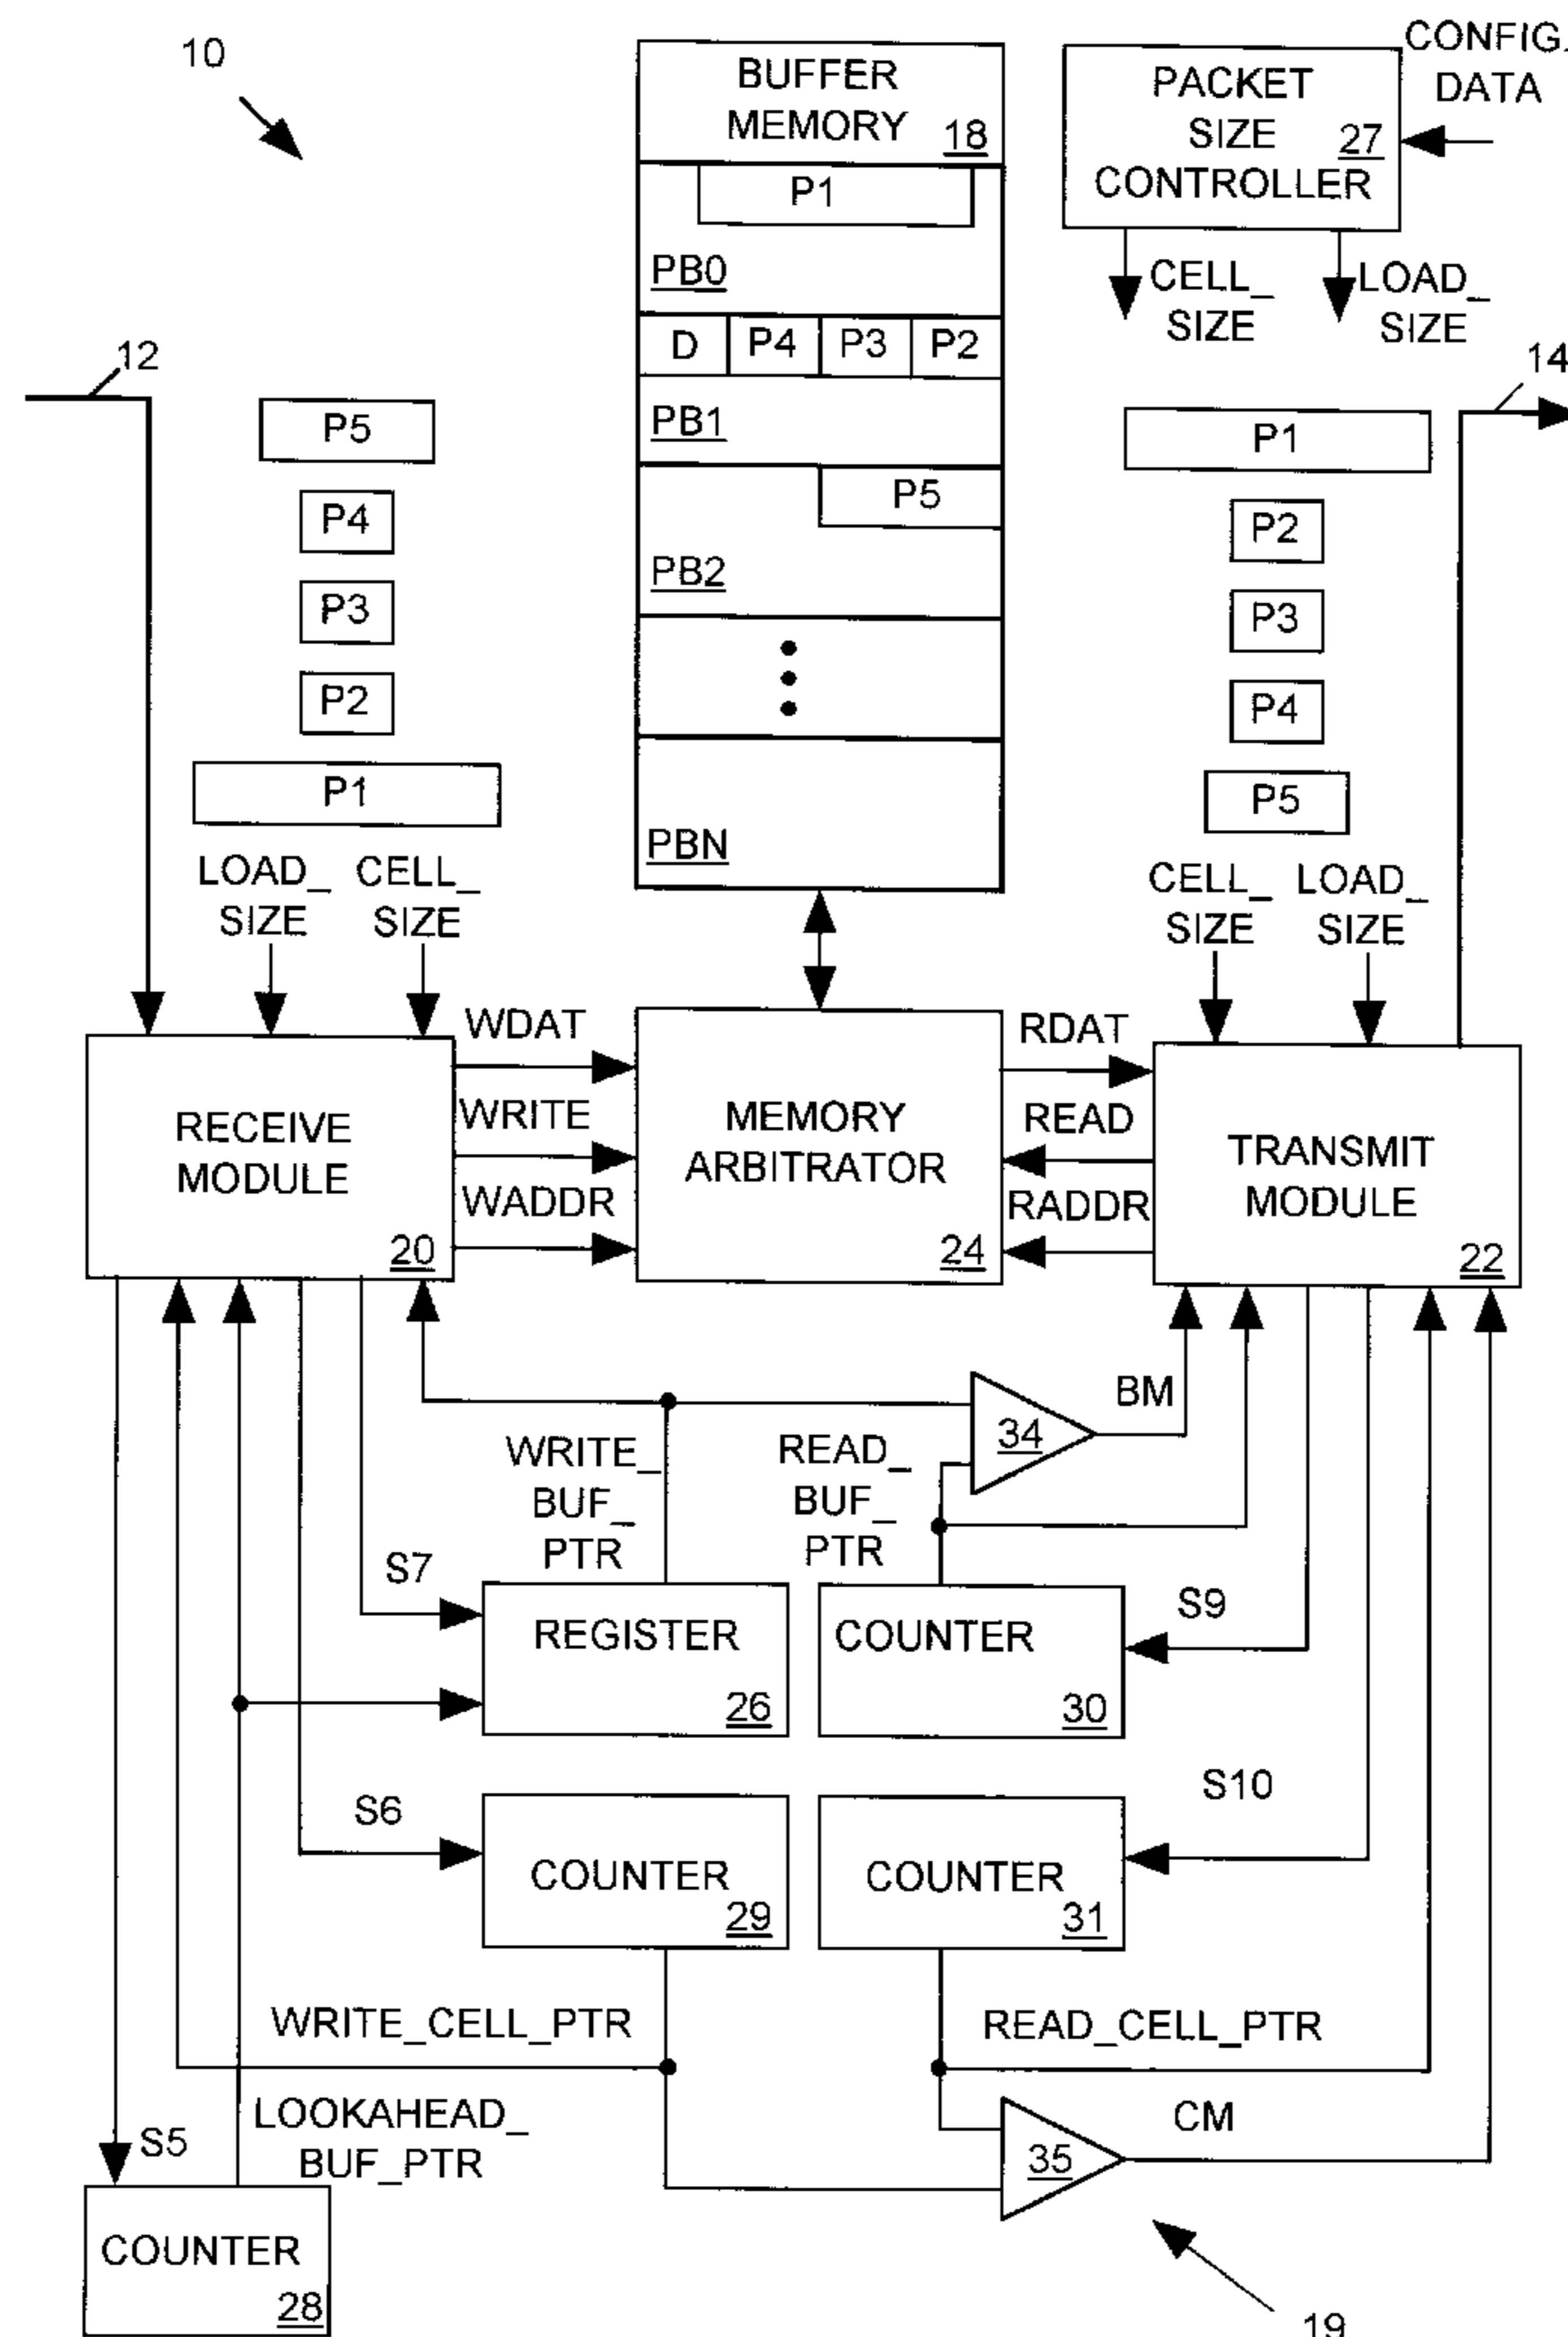 10
BUFFER
MEMORY
18
P1
PB0
D
P4
P3
P2
PB1
P5
PB2
PBN
PACKET
SIZE
CONTROLLER
27
CONFIG.
DATA
CELL_
SIZE
LOAD_
SIZE
12
P5
P4
P3
P2
P1
LOAD_
SIZE
CELL_
SIZE
14
P1
P2
P3
P4
P5
CELL_
SIZE
LOAD_
SIZE
RECEIVE
MODULE
20
WDAT
WRITE
WADDR
MEMORY
ARBITRATOR
24
RDAT
READ
RADDR
TRANSMIT
MODULE
22
34
BM
WRITE_
BUF_
PTR
READ_
BUF_
PTR
S7
REGISTER
26
COUNTER
30
S9
S6
COUNTER
29
COUNTER
31
S10
WRITE_CELL_PTR
READ_CELL_PTR
LOOKAHEAD_
BUF_PTR
S5
35
CM
COUNTER
28
19